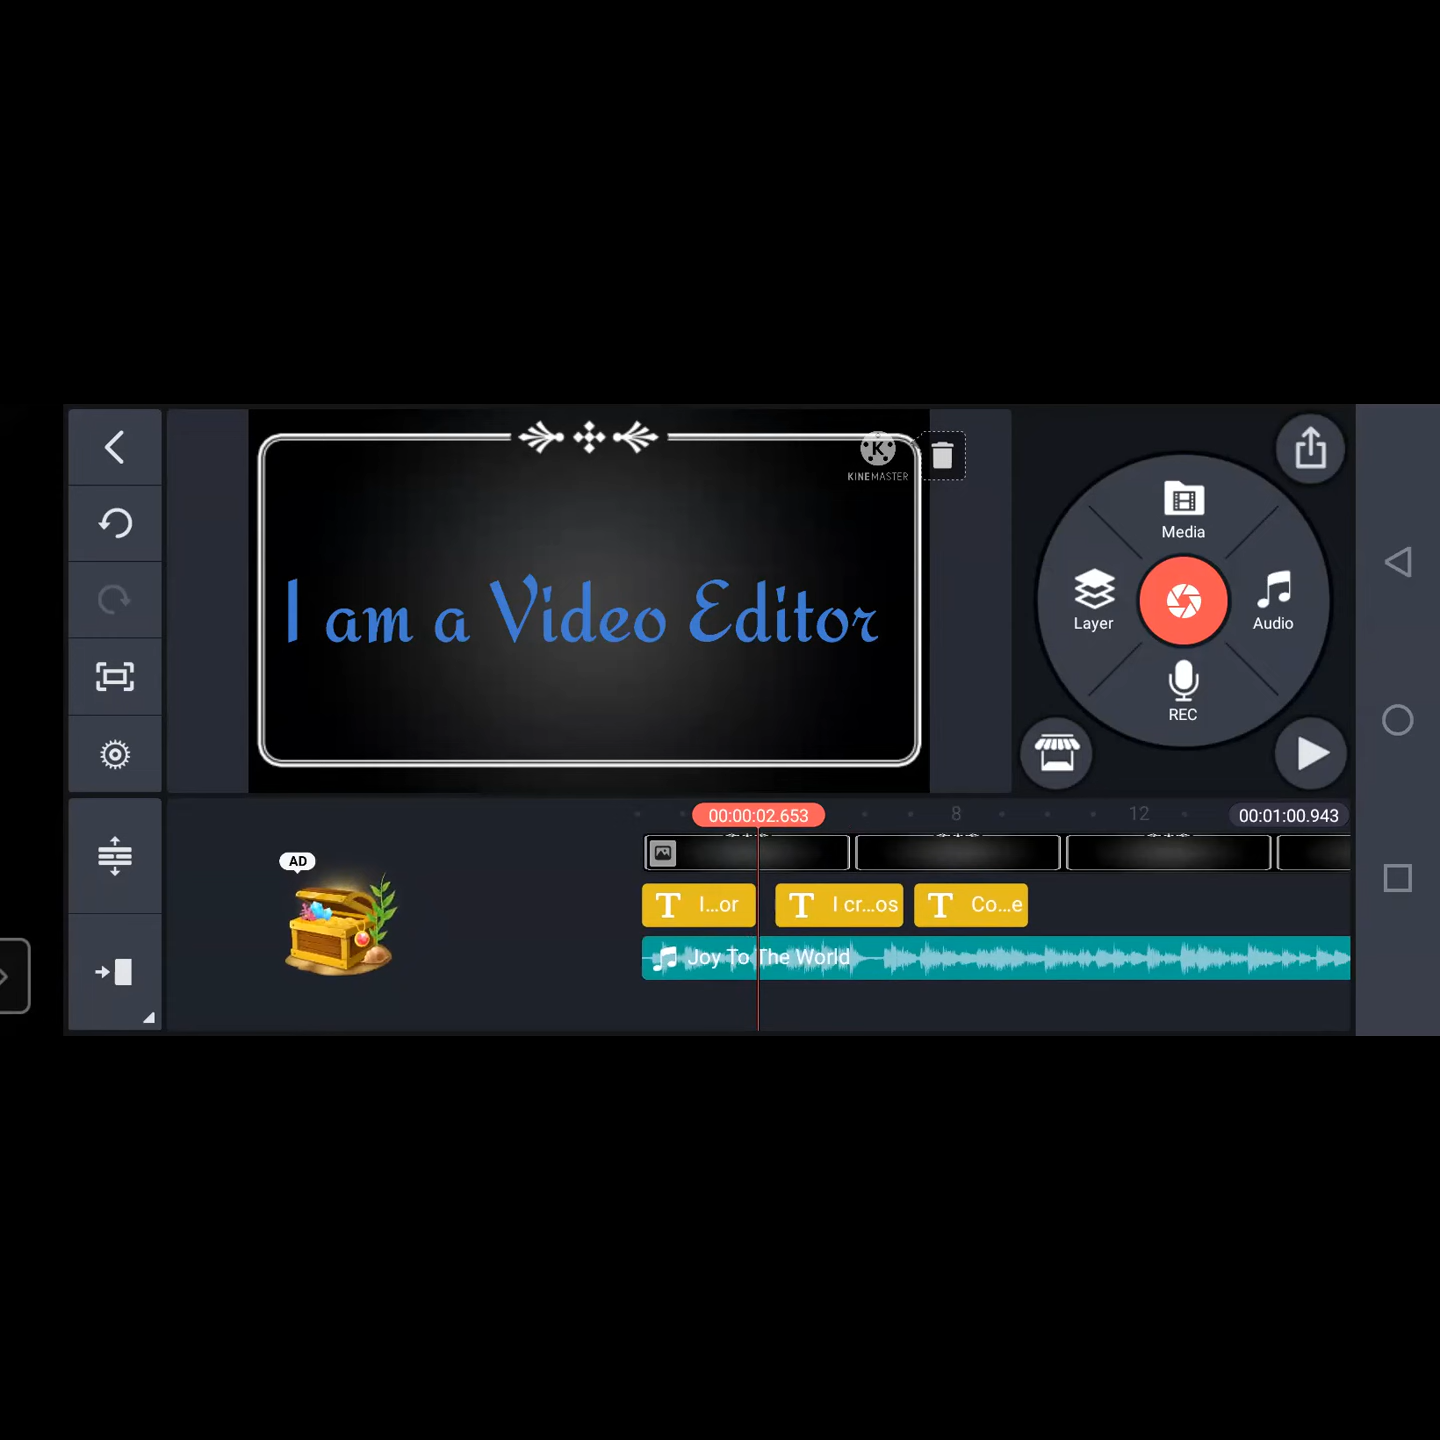 KINEMASTER
I am a Video Editor
Media
Layer
Audio
REC
00:00:02.653
8
12
00:01:00.943
AD
T I...or
T I cr...os
T Co...e
Joy To The World